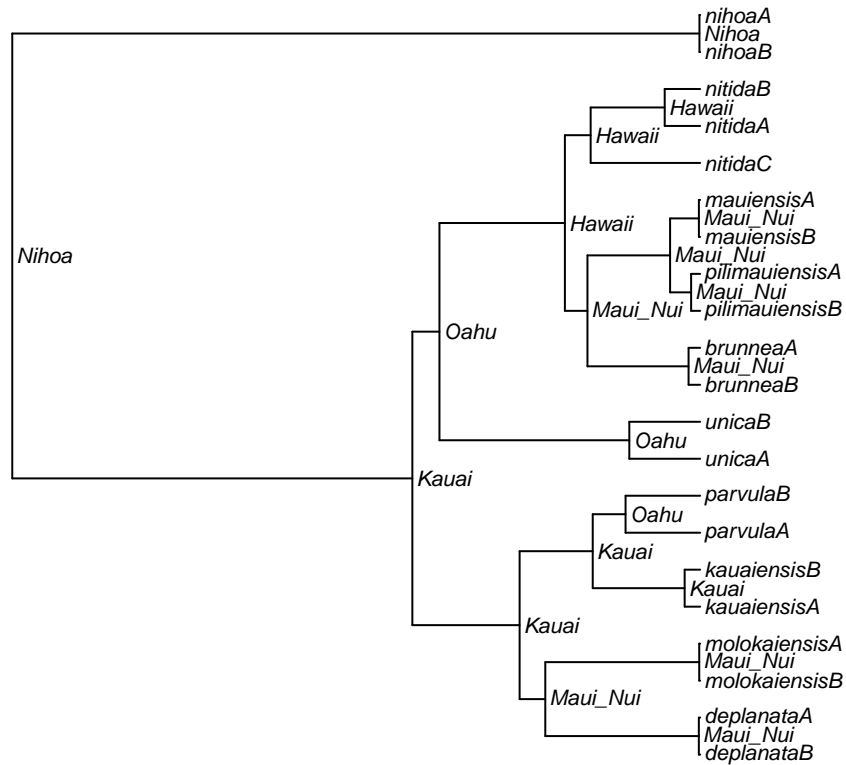 nihoaA
Nihoa
nihoaB
nitidaB
Hawaii
nitidaA
Hawaii
nitidaC
mauiensisA
Maui_Nui
Hawaii
mauiensisB
Maui_Nui
Nihoa
pilimauiensisA
Maui_Nui
Maui_Nui
pilimauiensisB
Oahu
brunneaA
Maui_Nui
brunneaB
unicaB
Oahu
unicaA
Kauai
parvulaB
Oahu
parvulaA
Kauai
kauaiensisB
Kauai
kauaiensisA
Kauai
molokaiensisA
Maui_Nui
molokaiensisB
Maui_Nui
deplanataA
Maui_Nui
deplanataB